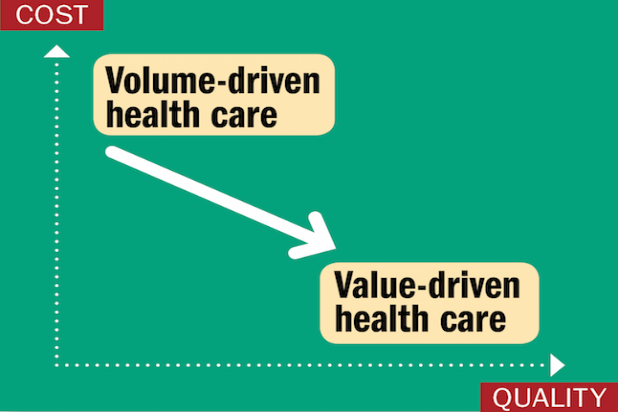 COST
Volume-driven
health care
Value-driven
health care
QUALITY